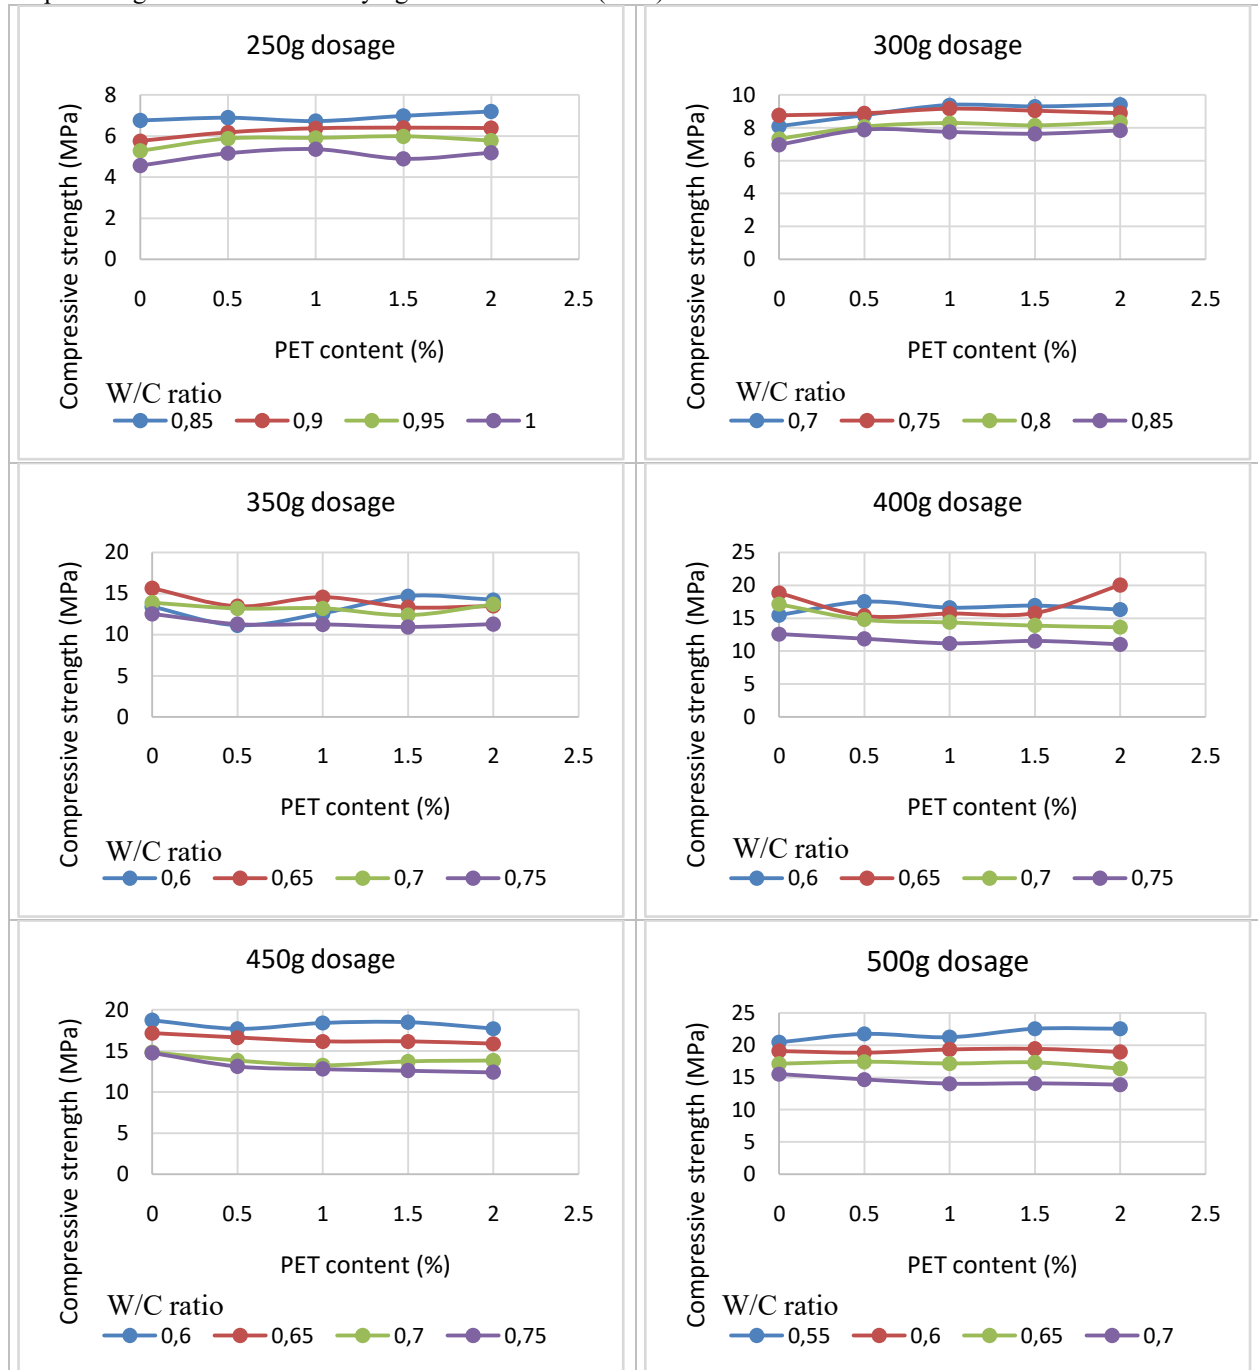 250g dosage
Compressive strength (MPa)
8
6
4
2
0
0 0.5 1 1.5 2 2.5
PET content (%)
W/C ratio
0,85 0,9 0,95 1
300g dosage
Compressive strength (MPa)
10
8
6
4
2
0
0 0.5 1 1.5 2 2.5
PET content (%)
W/C ratio
0,7 0,75 0,8 0,85
350g dosage
Compressive strength (MPa)
20
15
10
5
0
0 0.5 1 1.5 2 2.5
PET content (%)
W/C ratio
0,6 0,65 0,7 0,75
400g dosage
Compressive strength (MPa)
25
20
15
10
5
0
0 0.5 1 1.5 2 2.5
PET content (%)
W/C ratio
0,6 0,65 0,7 0,75
450g dosage
Compressive strength (MPa)
20
15
10
5
0
0 0.5 1 1.5 2 2.5
PET content (%)
W/C ratio
0,6 0,65 0,7 0,75
500g dosage
Compressive strength (MPa)
25
20
15
10
5
0
0 0.5 1 1.5 2 2.5
PET content (%)
W/C ratio
0,55 0,6 0,65 0,7